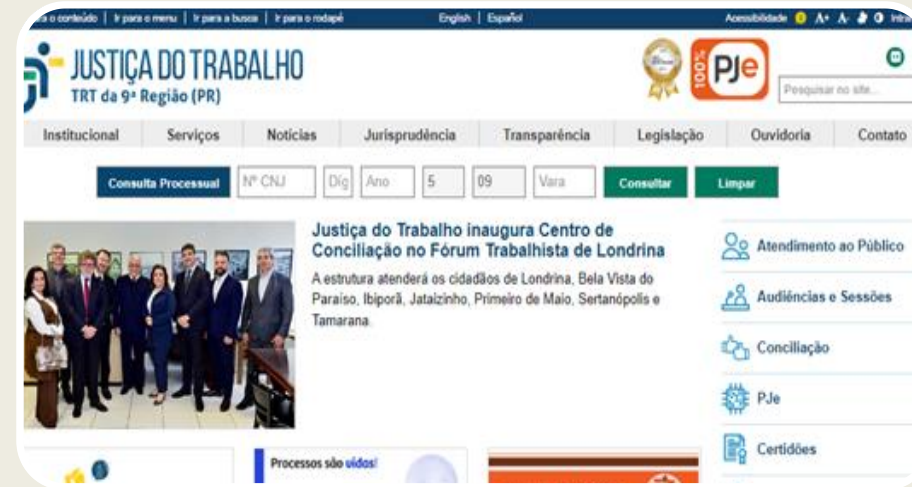 o conteúdo | Ir para o menu | Ir para a busca | Ir para o rodapé English | Español Acessibilidade A+ A-
JUSTIÇA DO TRABALHO
TRT da 9ª Região (PR)
100% PJe
Pesquisar no site...
Institucional Serviços Notícias Jurisprudência Transparência Legislação Ouvidoria Contato
Consulta Processual Nº CNJ Díg Ano 5 09 Vara Consultar Limpar
Justiça do Trabalho inaugura Centro de
Conciliação no Fórum Trabalhista de Londrina
A estrutura atenderá os cidadãos de Londrina, Bela Vista do
Paraíso, Ibiporã, Jataizinho, Primeiro de Maio, Sertanópolis e
Tamarana.
Atendimento ao Público
Audiências e Sessões
Conciliação
PJe
Certidões
Processos são vidas!